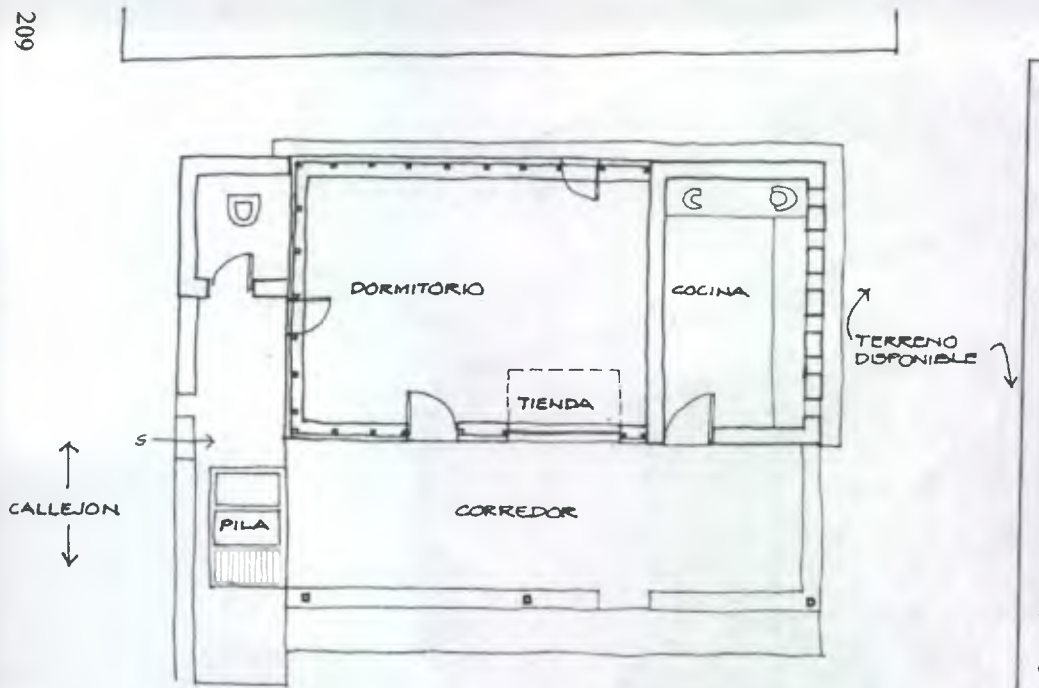 209
DORMITORIO
COCINA
TERRENO
DISPONIBLE
TIENDA
S
CALLEJON
PILA
CORREDOR